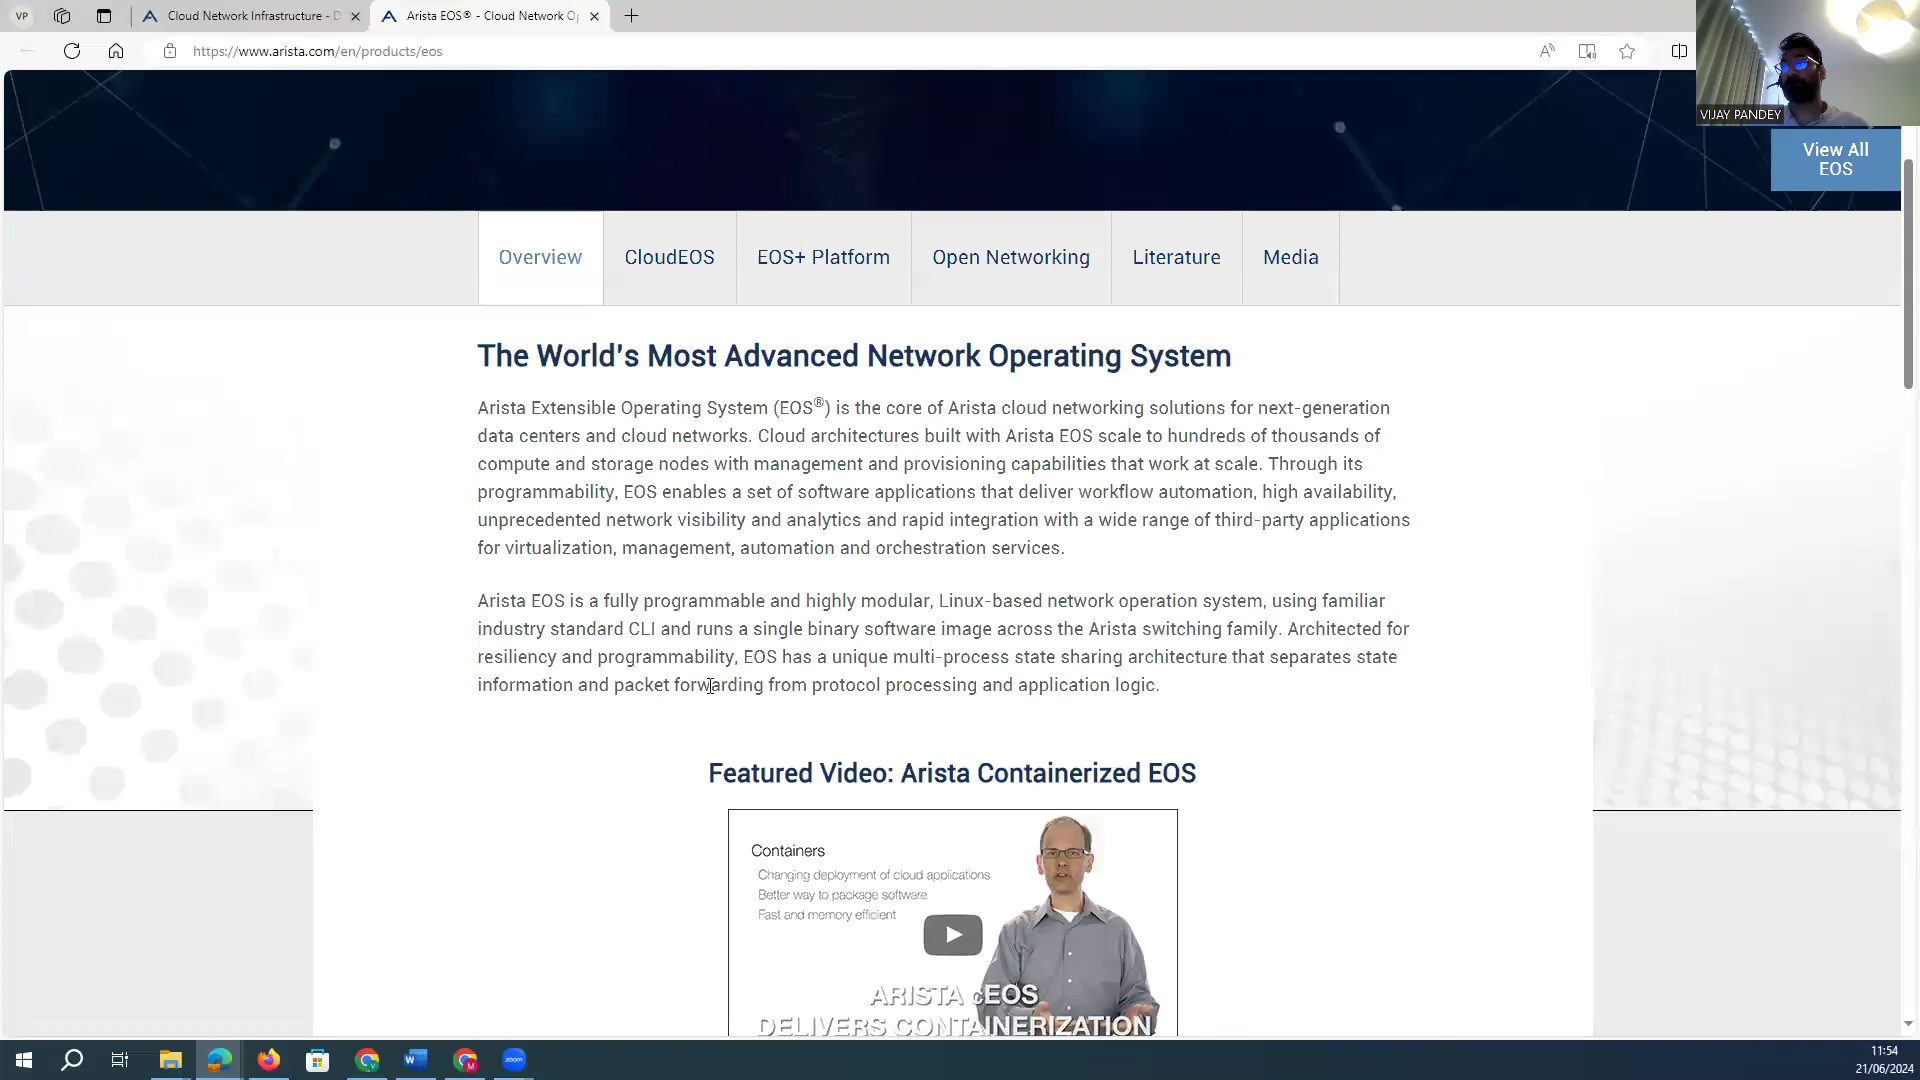 VP
Cloud Network Infrastructure - D
Arista EOS® - Cloud Network Op
https://www.arista.com/en/products/eos
VIJAY PANDEY
View All
EOS
Overview
CloudEOS
EOS+ Platform
Open Networking
Literature
Media
The World's Most Advanced Network Operating System
Arista Extensible Operating System (EOS®) is the core of Arista cloud networking solutions for next-generation
data centers and cloud networks. Cloud architectures built with Arista EOS scale to hundreds of thousands of
compute and storage nodes with management and provisioning capabilities that work at scale. Through its
programmability, EOS enables a set of software applications that deliver workflow automation, high availability,
unprecedented network visibility and analytics and rapid integration with a wide range of third-party applications
for virtualization, management, automation and orchestration services.
Arista EOS is a fully programmable and highly modular, Linux-based network operation system, using familiar
industry standard CLI and runs a single binary software image across the Arista switching family. Architected for
resiliency and programmability, EOS has a unique multi-process state sharing architecture that separates state
information and packet forwarding from protocol processing and application logic.
Featured Video: Arista Containerized EOS
Containers
Changing deployment of cloud applications
Better way to package software
Fast and memory efficient
ARISTA cEOS
DELIVERS CONTAINERIZATION
zoom
11:54
21/06/2024